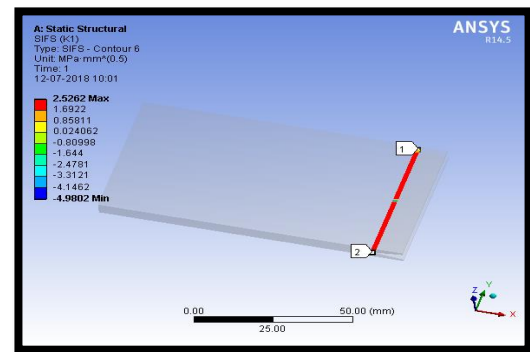 A: Static Structural
SIFS (K1)
Type: SIFS - Contour 6
Unit: MPa·mm^(0.5)
Time: 1
12-07-2018 10:01
2.5262 Max
1.6922
0.85811
0.024062
-0.80998
-1.644
-2.4781
-3.3121
-4.1462
-4.9802 Min
ANSYS
R14.5
1
2
0.00 50.00 (mm)
25.00
Z Y
X